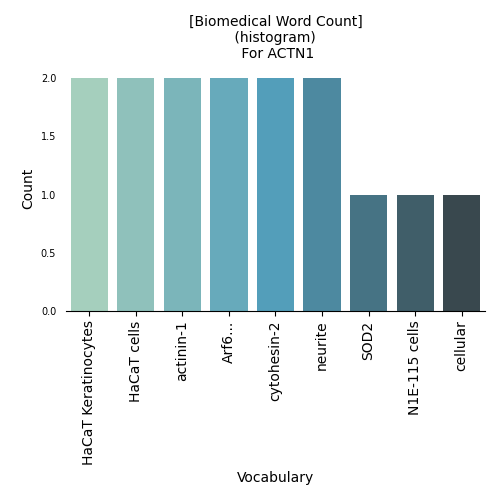 [Biomedical Word Count]
(histogram)
For ACTN1
Count
2.0
1.5
1.0
0.5
0.0
HaCaT Keratinocytes
HaCaT cells
actinin-1
Arf6...
cytohesin-2
neurite
SOD2
N1E-115 cells
cellular
Vocabulary